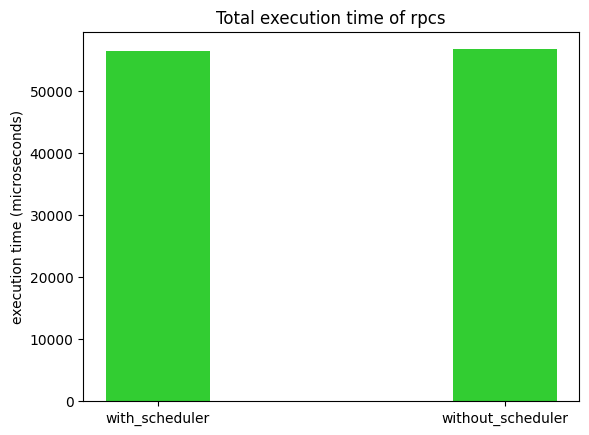 Total execution time of rpcs
execution time (microseconds)
50000
40000
30000
20000
10000
0
with_scheduler
without_scheduler